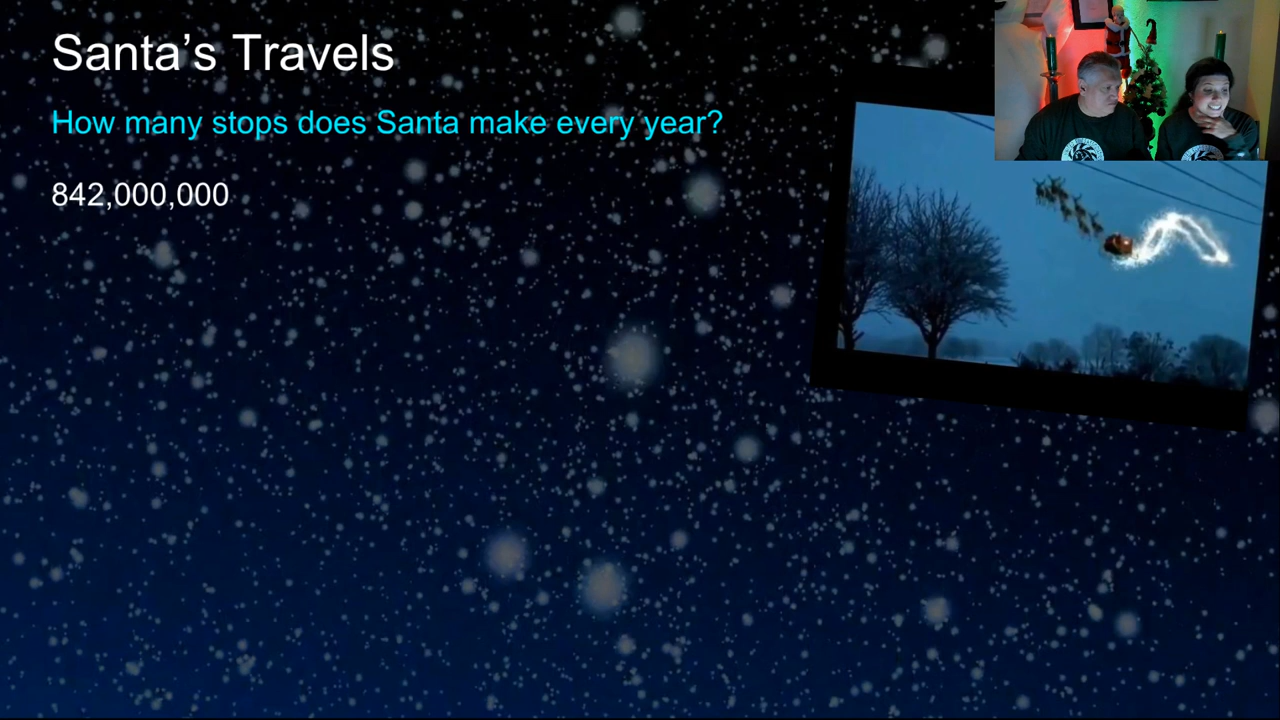 Santa’s Travels
How many stops does Santa make every year?
842,000,000